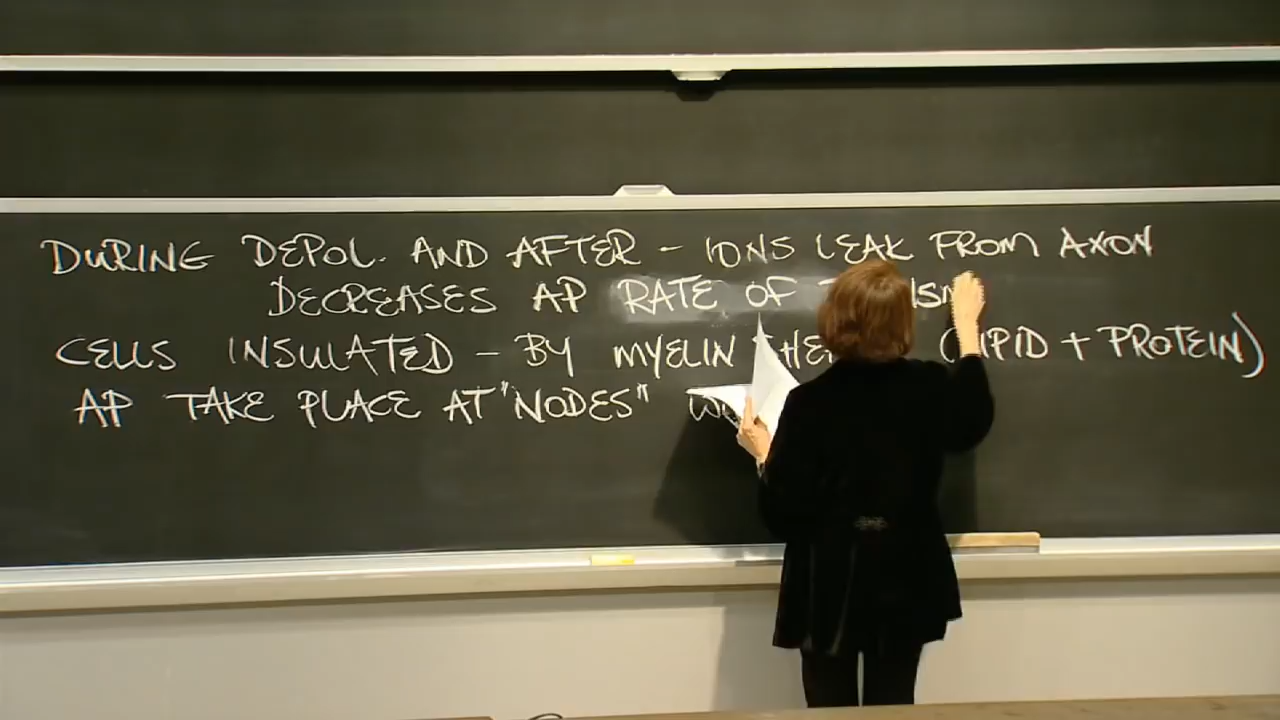 DURING DEPOL. AND AFTER - IONS LEAK FROM AXON
DECREASES AP RATE OF
CELLS INSULATED - BY MYELIN (LIPID + PROTEIN)
AP TAKE PLACE AT "NODES"